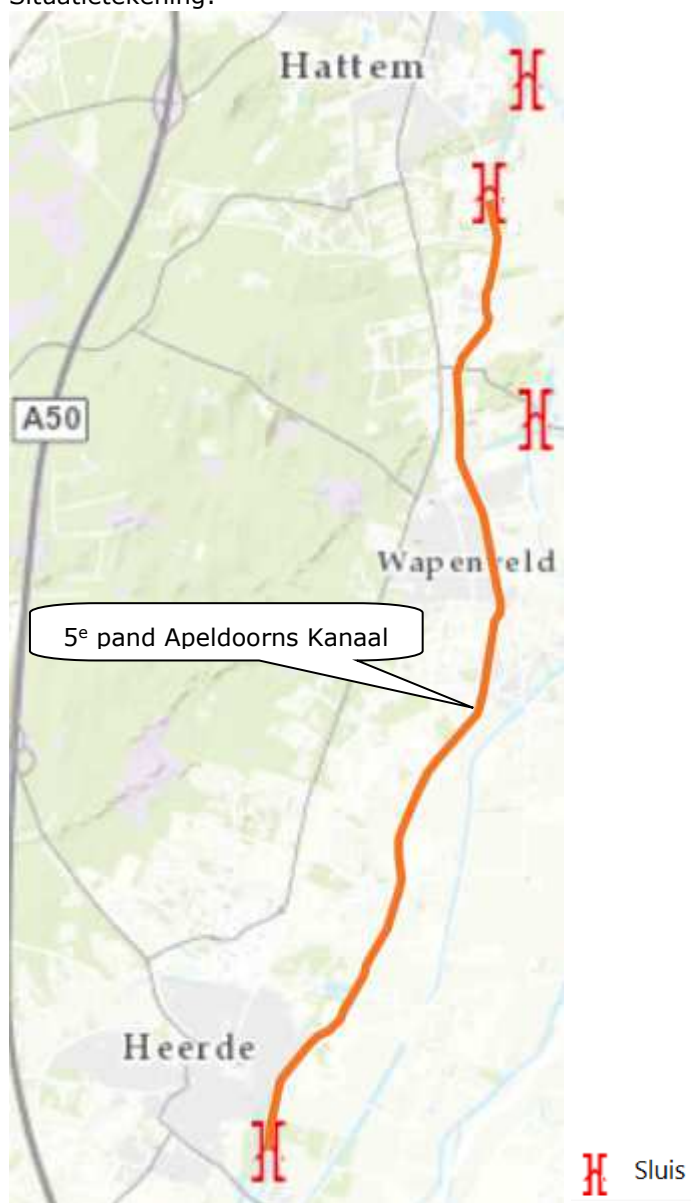 Situatietekening:
Hattem
A50
Wapenveld
5e pand Apeldoorns Kanaal
Heerde
Sluis